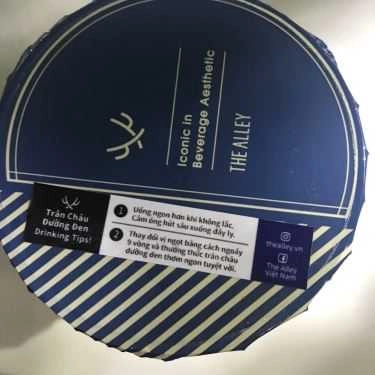 Iconic in
Beverage Aesthetic
THE ALLEY
Trân Châu
Đường Đen
Drinking Tips!
1 Uống ngon hơn khi không lắc.
Cắm ống hút sâu xuống đáy ly.
2 Thay đổi vị ngọt bằng cách ngoáy
9 vòng và thưởng thức trân châu
đường đen thơm ngon tuyệt vời.
thealley.vn
The Alley
Việt Nam